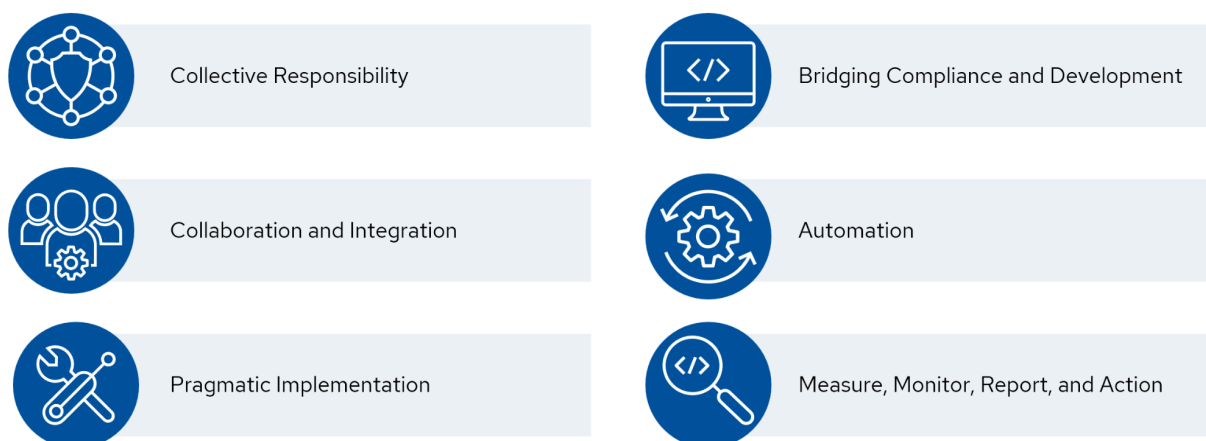 Collective Responsibility
</>
Bridging Compliance and Development
Collaboration and Integration
Automation
Pragmatic Implementation
</>
Measure, Monitor, Report, and Action